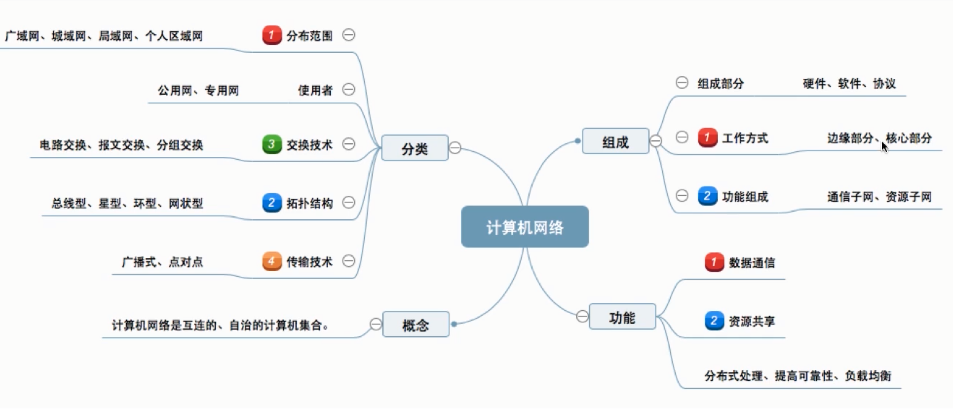 广域网、城域网、局域网、个人区域网
1 分布范围
公用网、专用网
使用者
电路交换、报文交换、分组交换
3 交换技术
总线型、星型、环型、网状型
2 拓扑结构
广播式、点对点
4 传输技术
分类
计算机网络是互连的、自治的计算机集合。
概念
计算机网络
组成
组成部分
硬件、软件、协议
1 工作方式
边缘部分、核心部分
2 功能组成
通信子网、资源子网
功能
1 数据通信
2 资源共享
分布式处理、提高可靠性、负载均衡